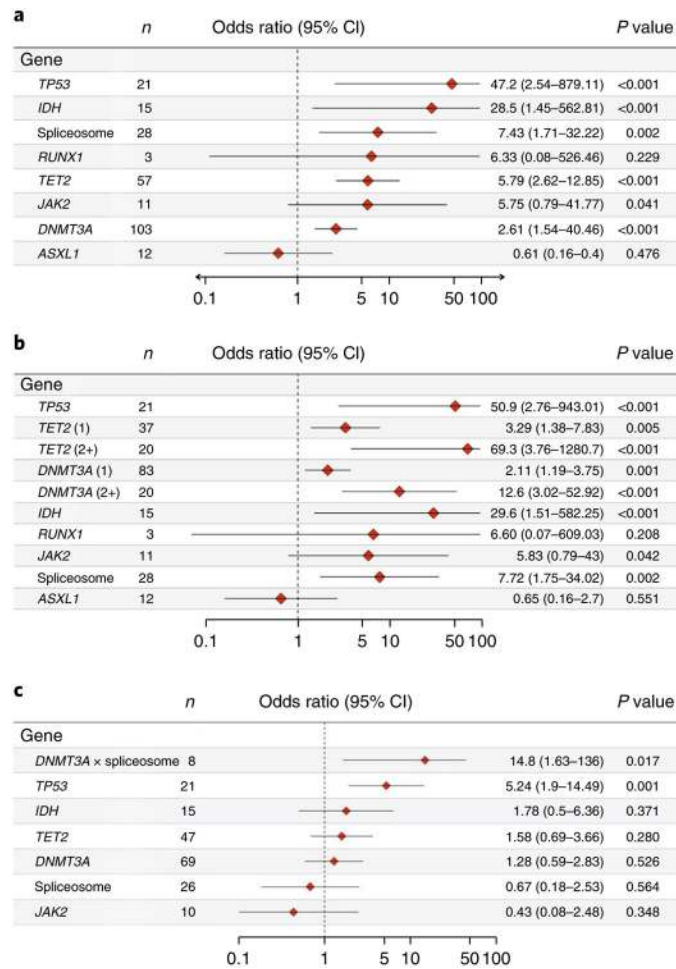 a
n Odds ratio (95% CI) P value
Gene
TP53 21 47.2 (2.54–879.11) <0.001
IDH 15 28.5 (1.45–562.81) <0.001
Spliceosome 28 7.43 (1.71–32.22) 0.002
RUNX1 3 6.33 (0.08–526.46) 0.229
TET2 57 5.79 (2.62–12.85) <0.001
JAK2 11 5.75 (0.79–41.77) 0.041
DNMT3A 103 2.61 (1.54–40.46) <0.001
ASXL1 12 0.61 (0.16–0.4) 0.476
0.1 1 5 10 50 100
b
n Odds ratio (95% CI) P value
Gene
TP53 21 50.9 (2.76–943.01) <0.001
TET2 (1) 37 3.29 (1.38–7.83) 0.005
TET2 (2+) 20 69.3 (3.76–1280.7) <0.001
DNMT3A (1) 83 2.11 (1.19–3.75) 0.001
DNMT3A (2+) 20 12.6 (3.02–52.92) <0.001
IDH 15 29.6 (1.51–582.25) <0.001
RUNX1 3 6.60 (0.07–609.03) 0.208
JAK2 11 5.83 (0.79–43) 0.042
Spliceosome 28 7.72 (1.75–34.02) 0.002
ASXL1 12 0.65 (0.16–2.7) 0.551
0.1 1 5 10 50 100
c
n Odds ratio (95% CI) P value
Gene
DNMT3A × spliceosome 8 14.8 (1.63–136) 0.017
TP53 21 5.24 (1.9–14.49) 0.001
IDH 15 1.78 (0.5–6.36) 0.371
TET2 47 1.58 (0.69–3.66) 0.280
DNMT3A 69 1.28 (0.59–2.83) 0.526
Spliceosome 26 0.67 (0.18–2.53) 0.564
JAK2 10 0.43 (0.08–2.48) 0.348
0.1 1 5 10 50 100